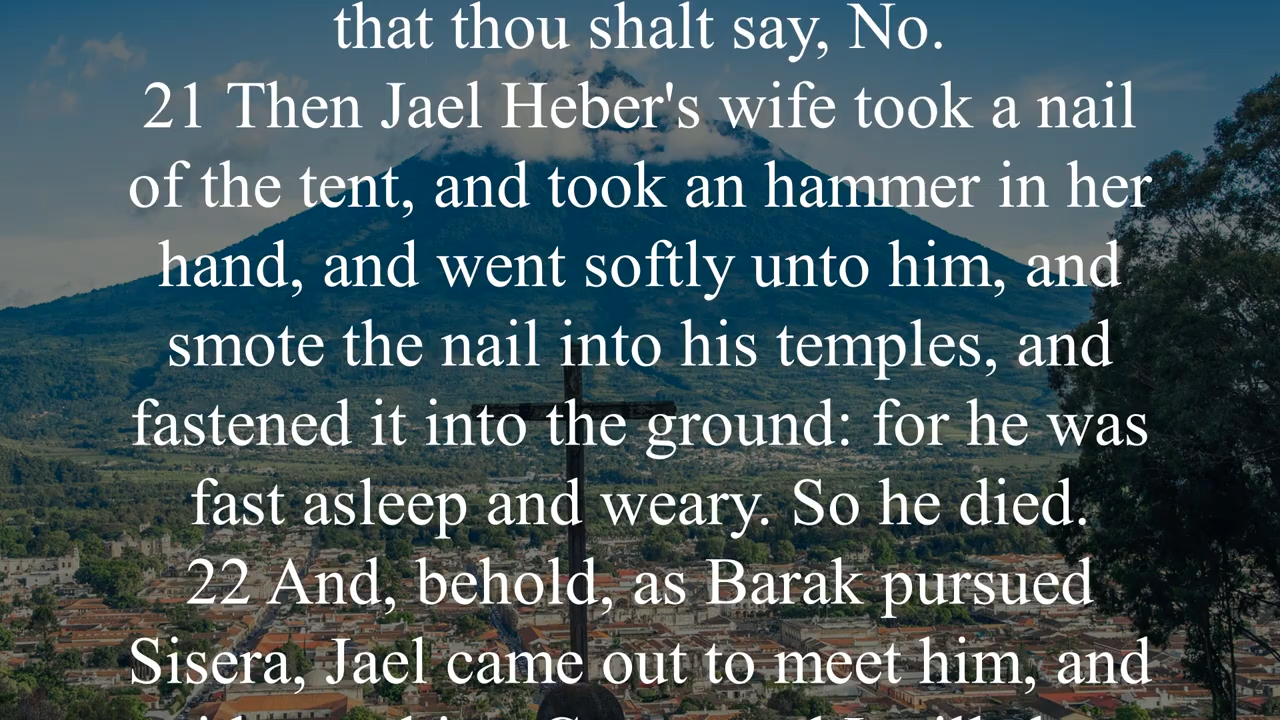 that thou shalt say, No.
21 Then Jael Heber's wife took a nail
of the tent, and took an hammer in her
hand, and went softly unto him, and
smote the nail into his temples, and
fastened it into the ground: for he was
fast asleep and weary. So he died.
22 And, behold, as Barak pursued
Sisera, Jael came out to meet him, and